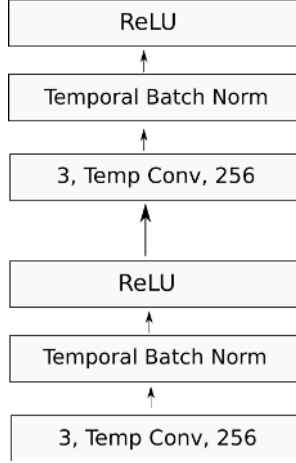 ReLU
Temporal Batch Norm
3, Temp Conv, 256
ReLU
Temporal Batch Norm
3, Temp Conv, 256